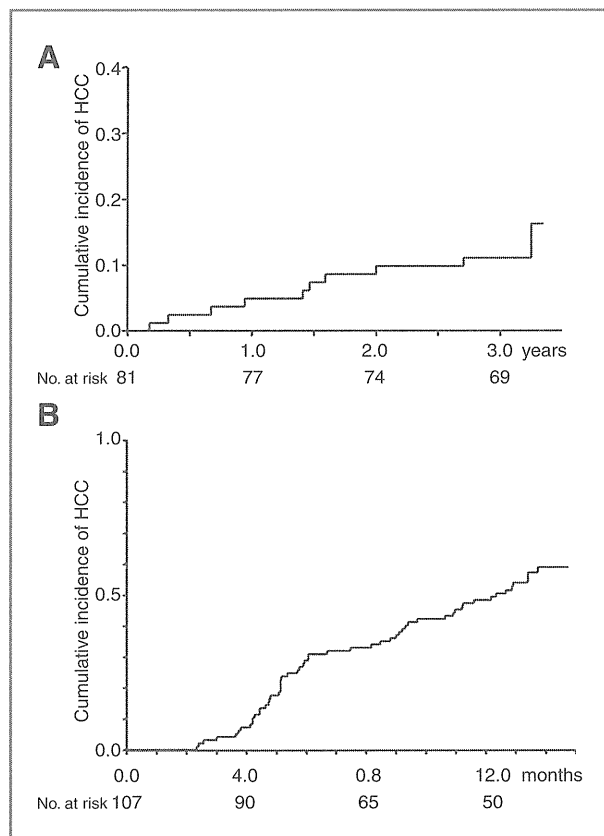 A
Cumulative incidence of HCC
0.4
0.3
0.2
0.1
0.0
0.0 1.0 2.0 3.0 years
No. at risk 81 77 74 69
B
Cumulative incidence of HCC
1.0
0.5
0.0
0.0 4.0 0.8 12.0 months
No. at risk 107 90 65 50